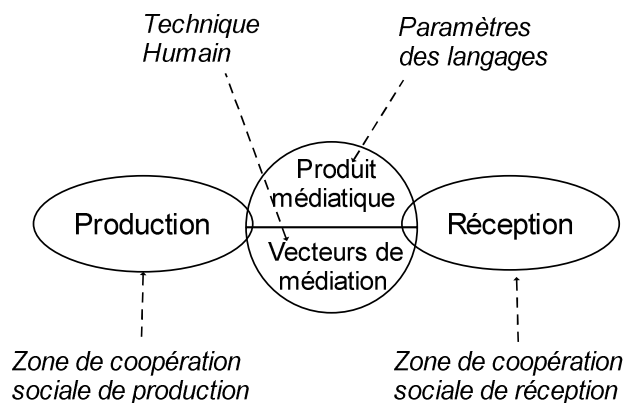 Technique
Humain
Paramètres
des langages
Produit
médiatique
Production
Réception
Vecteurs de
médiation
Zone de coopération
sociale de production
Zone de coopération
sociale de réception